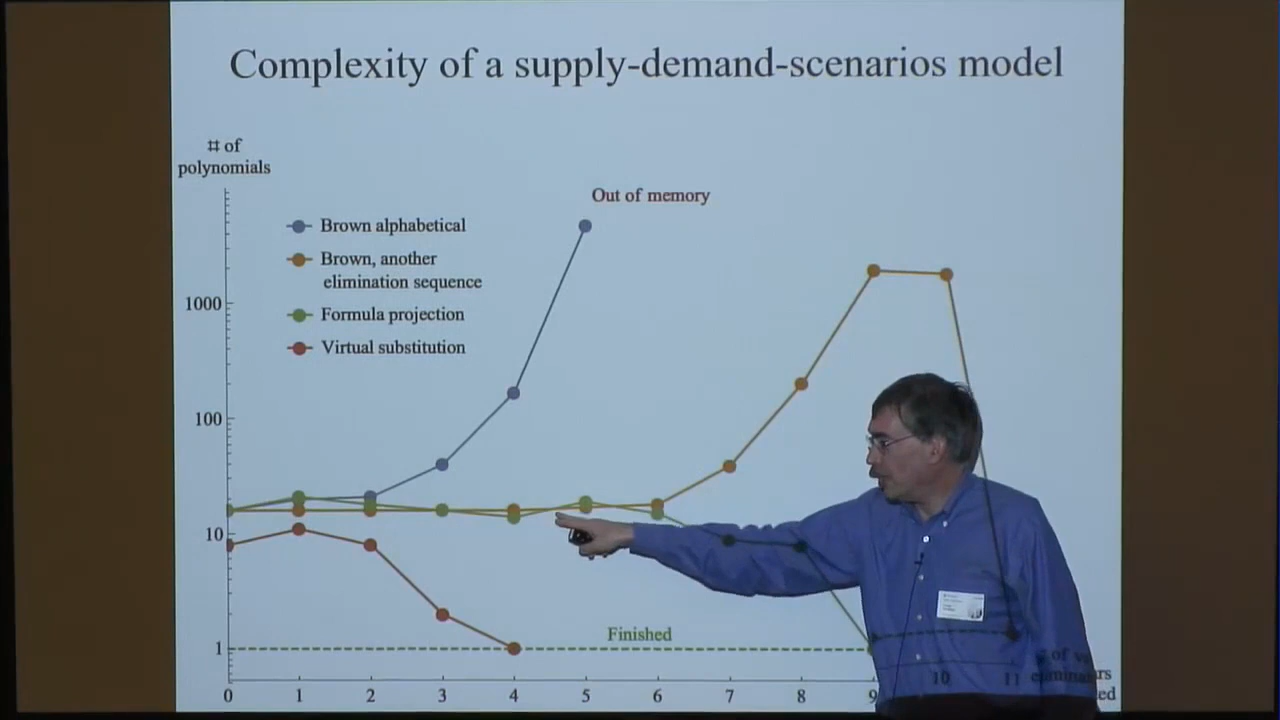 Complexity of a supply-demand-scenarios model
# of
polynomials
Out of memory
Brown alphabetical
Brown, another
elimination sequence
Formula projection
Virtual substitution
1000
100
10
1
Finished
0 1 2 3 4 5 6 7 8 9 10 11
# of